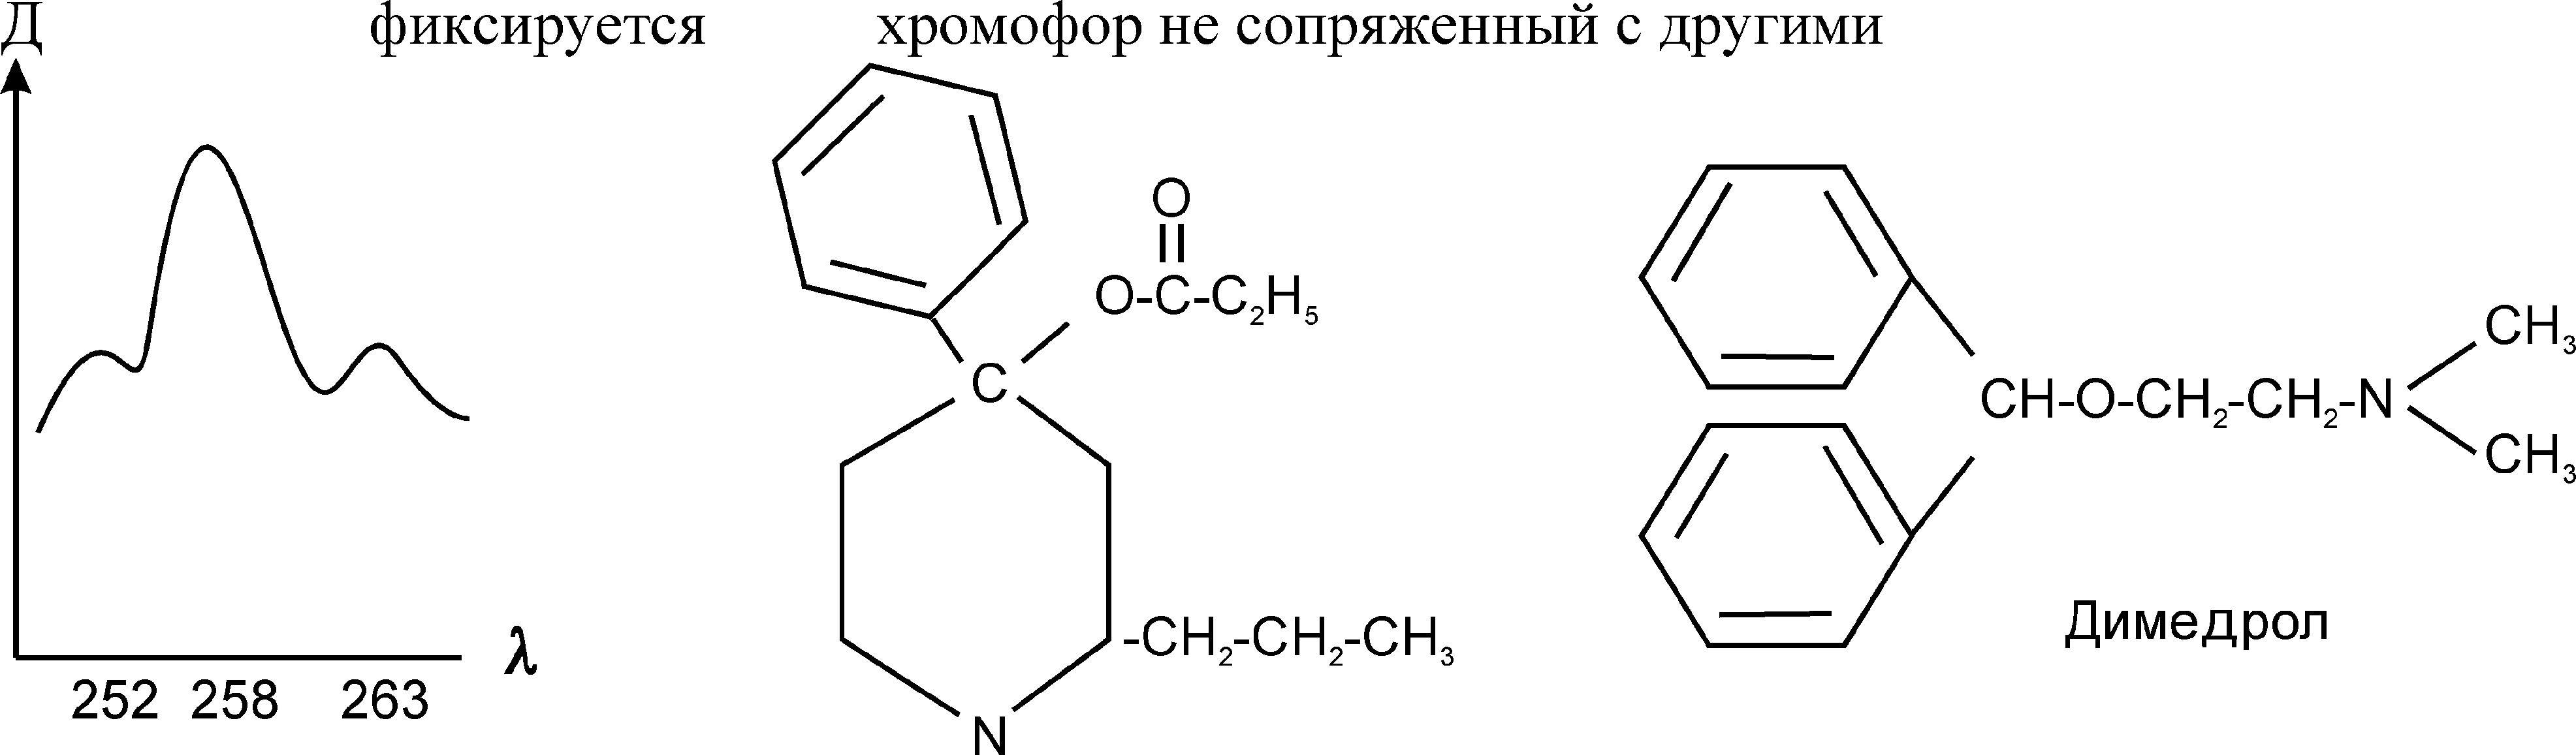 Д фиксируется хромофор не сопряженный с другими
O
O-C-C₂H₅
C
-CH₂-CH₂-CH₃
N
CH₃
CH-O-CH₂-CH₂-N
CH₃
Димедрол
λ
252 258 263